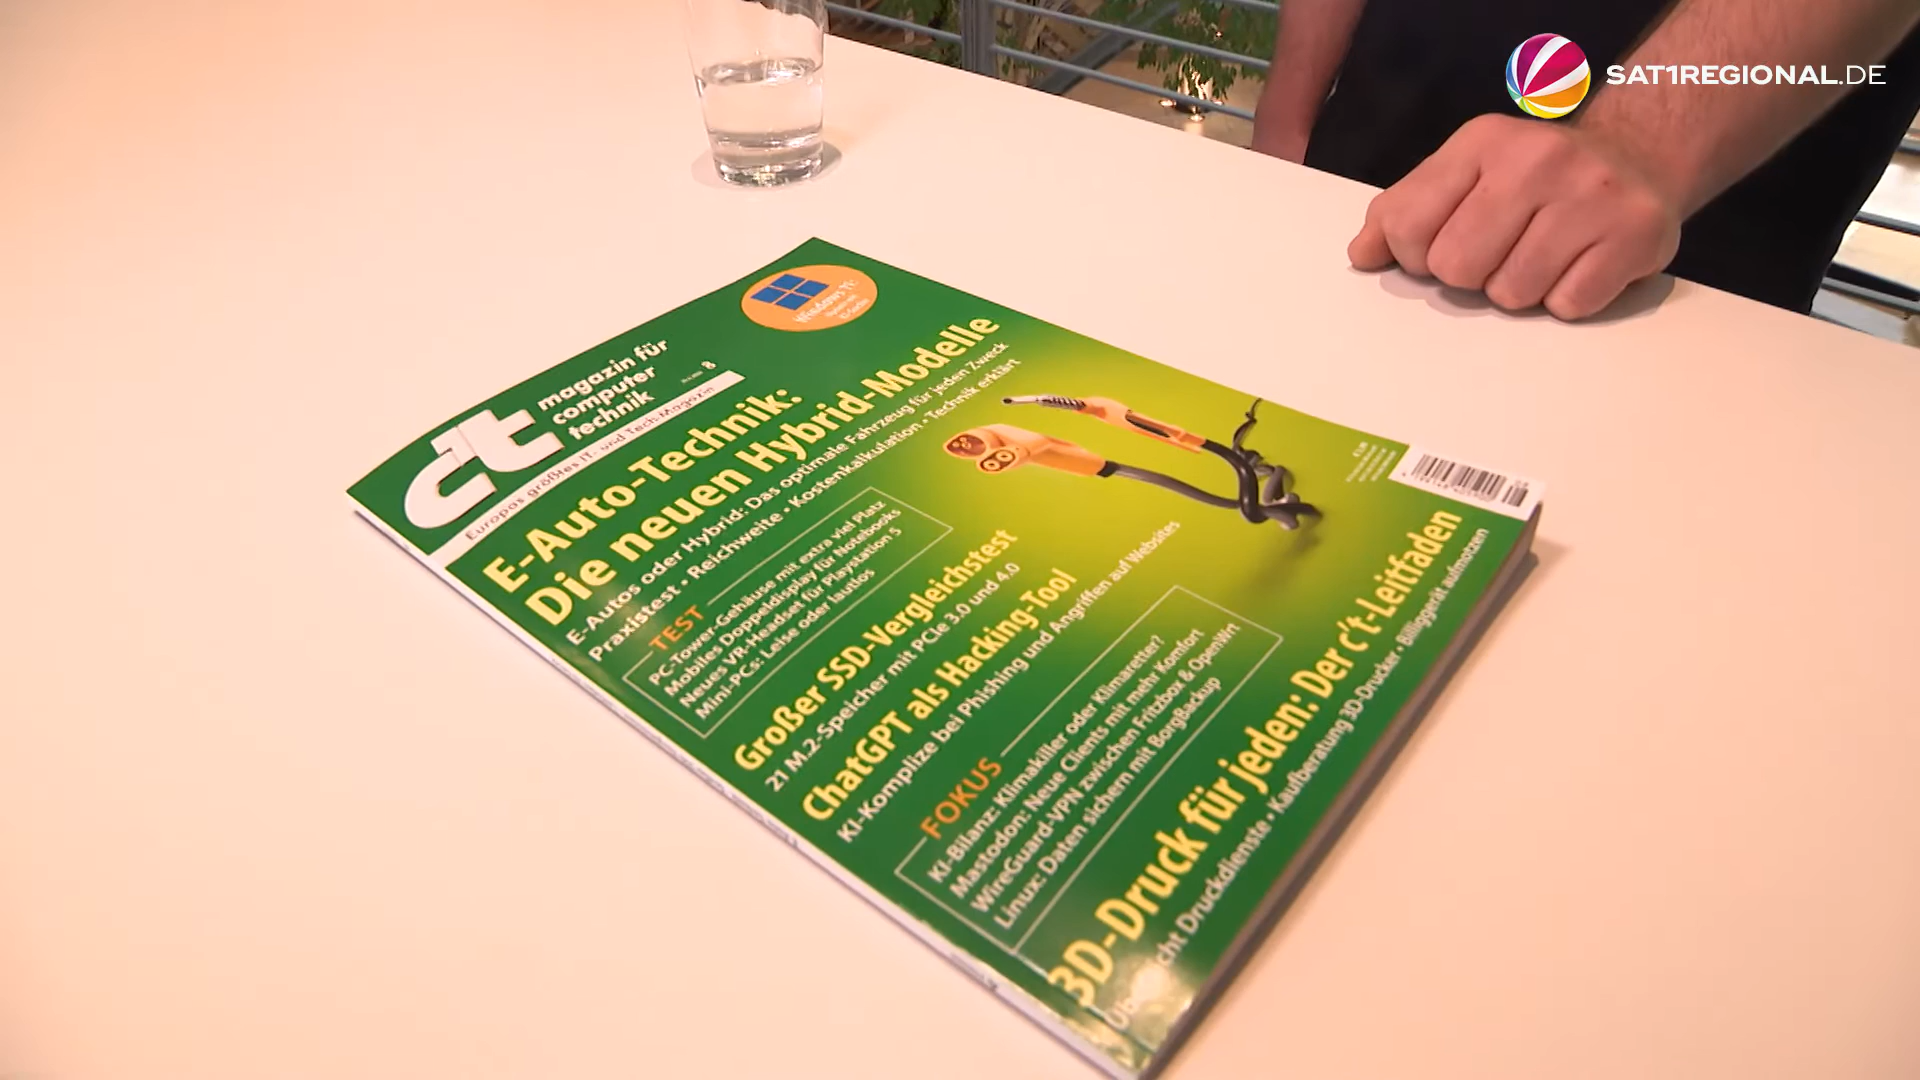 SAT1REGIONAL.DE
Windows 11:
c't
magazin für
computer
technik
8
Europas größtes IT- und Tech-Magazin
E-Auto-Technik:
Die neuen Hybrid-Modelle
E-Autos oder Hybrid: Das optimale Fahrzeug für jeden Zweck
Praxistest • Reichweite • Kostenkalkulation • Technik erklärt
TEST
PC-Tower-Gehäuse mit extra viel Platz
Mobiles Doppeldisplay für Notebooks
Neues VR-Headset für Playstation 5
Mini-PCs: Leise oder lautlos
Großer SSD-Vergleichstest
21 M.2-Speicher mit PCIe 3.0 und 4.0
ChatGPT als Hacking-Tool
KI-Komplize bei Phishing und Angriffen auf Websites
FOKUS
KI-Bilanz: Klimakiller oder Klimaretter?
Mastodon: Neue Clients mit mehr Komfort
WireGuard-VPN zwischen Fritzbox & OpenWrt
Linux: Daten sichern mit BorgBackup
3D-Druck für jeden: Der c't-Leitfaden
Druckdienste • Kaufberatung 3D-Drucker • Billiggerät aufmotzen